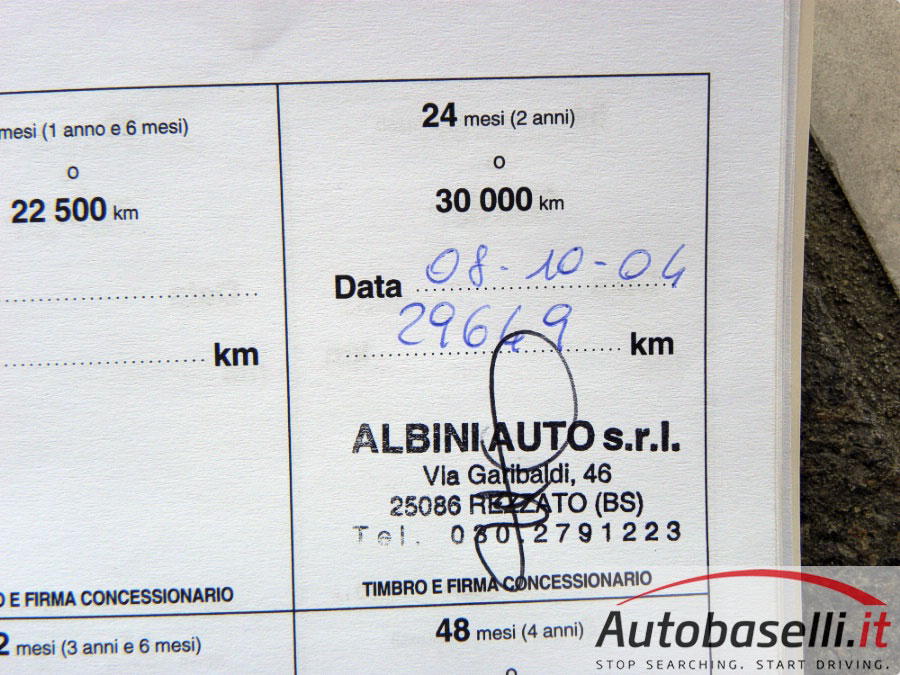 mesi (1 anno e 6 mesi)
o
22 500 km
km
E FIRMA CONCESSIONARIO
24 mesi (2 anni)
o
30 000 km
Data 08-10-04
29649 km
ALBINI AUTO s.r.l.
Via Garibaldi, 46
25086 REZZATO (BS)
Tel. 030.2791223
TIMBRO E FIRMA CONCESSIONARIO
2 mesi (3 anni e 6 mesi)
48 mesi (4 anni)
o
Autobaselli.it
STOP SEARCHING. START DRIVING.